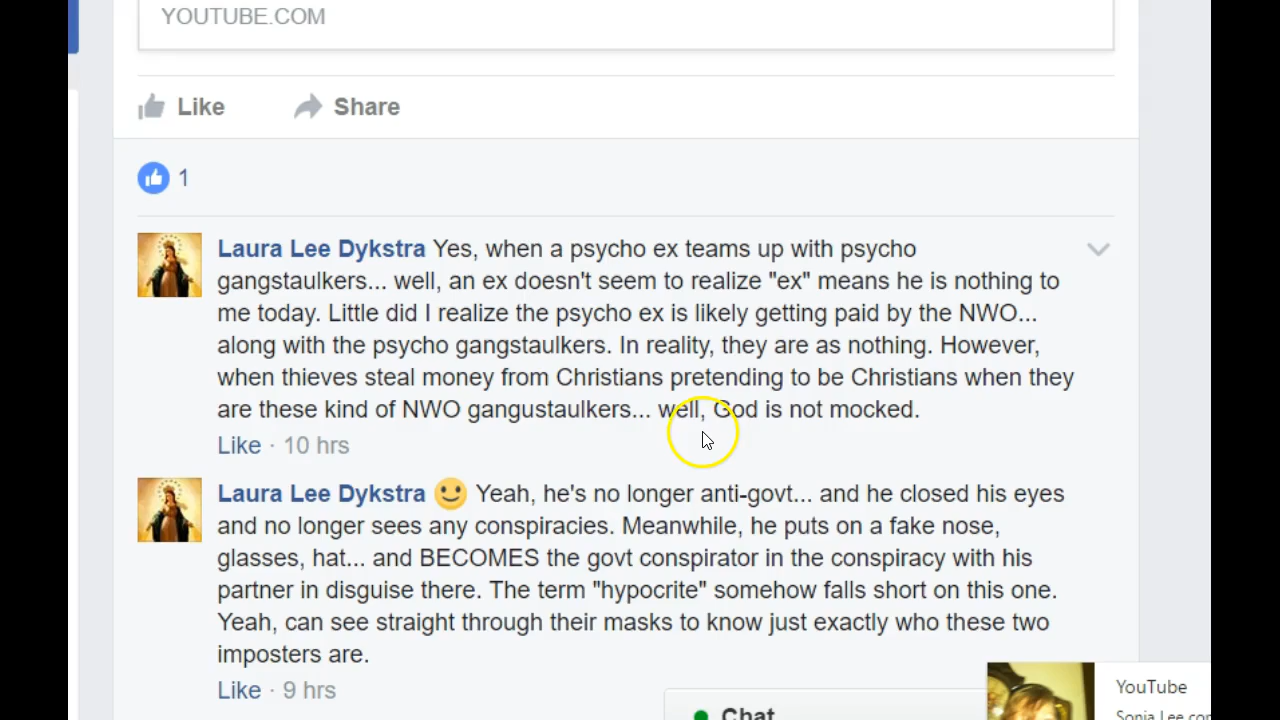 YOUTUBE.COM
Like Share
1
Laura Lee Dykstra Yes, when a psycho ex teams up with psycho
gangstaulkers... well, an ex doesn't seem to realize "ex" means he is nothing to
me today. Little did I realize the psycho ex is likely getting paid by the NWO...
along with the psycho gangstaulkers. In reality, they are as nothing. However,
when thieves steal money from Christians pretending to be Christians when they
are these kind of NWO gangustaulkers... well, God is not mocked.
Like · 10 hrs
Laura Lee Dykstra Yeah, he's no longer anti-govt... and he closed his eyes
and no longer sees any conspiracies. Meanwhile, he puts on a fake nose,
glasses, hat... and BECOMES the govt conspirator in the conspiracy with his
partner in disguise there. The term "hypocrite" somehow falls short on this one.
Yeah, can see straight through their masks to know just exactly who these two
imposters are.
Like · 9 hrs
YouTube
Chat
Sonja Lee